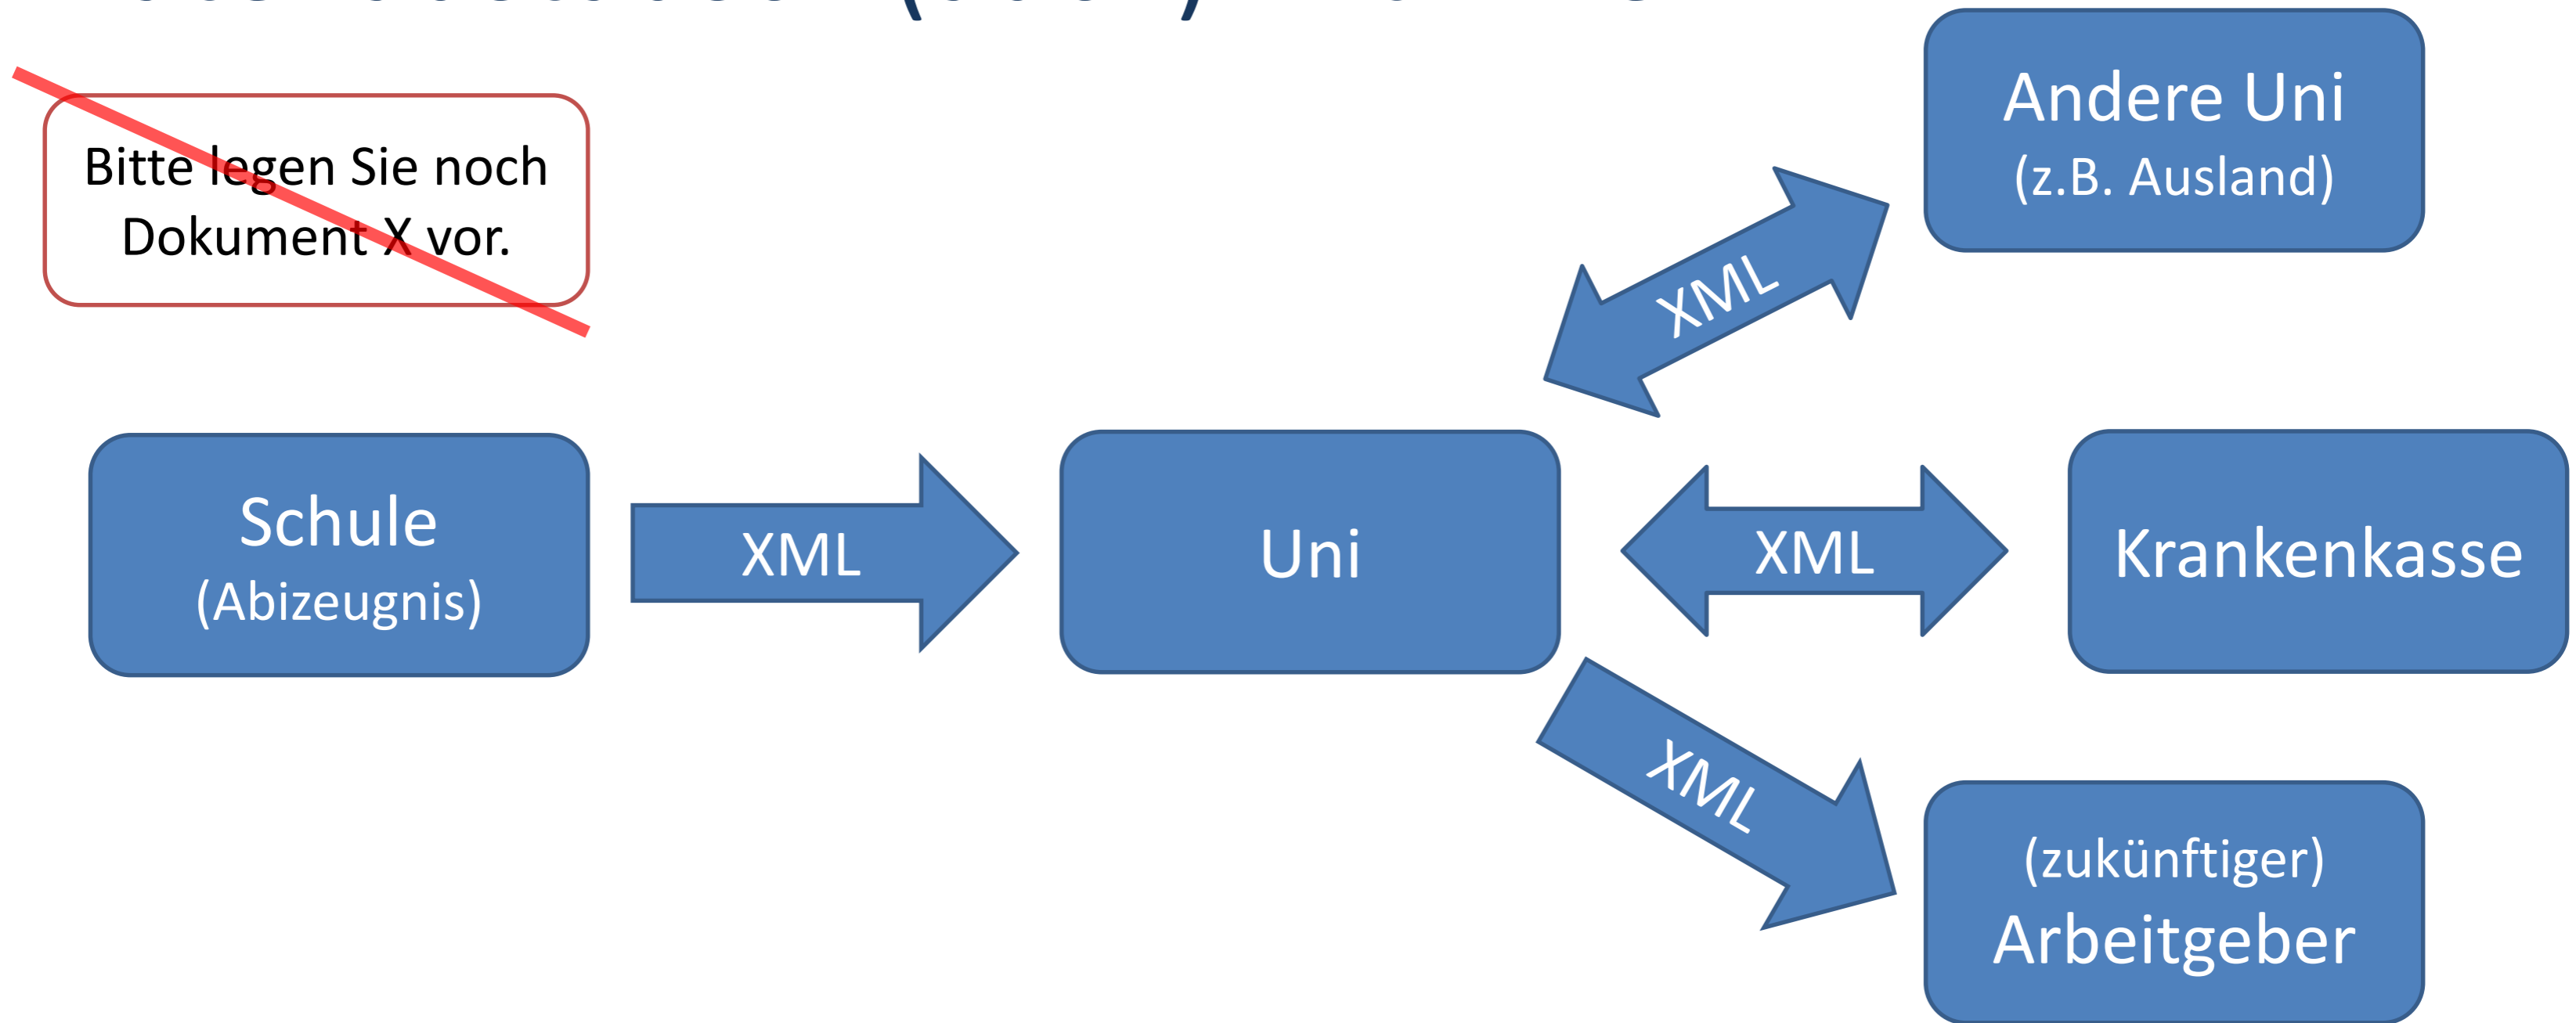 Bitte legen Sie noch
Dokument X vor.
Andere Uni
(z.B. Ausland)
XML
Schule
(Abizeugnis)
XML
Uni
XML
Krankenkasse
XML
(zukünftiger)
Arbeitgeber